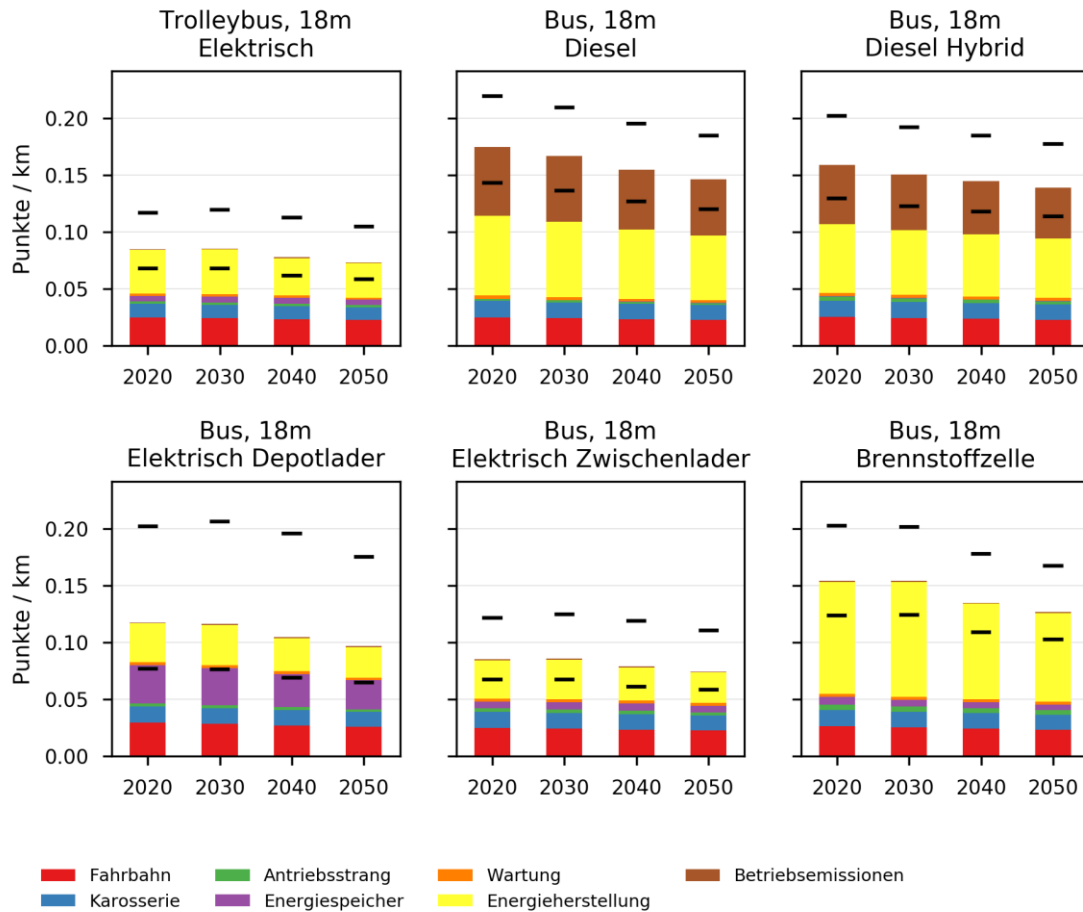 Trolleybus, 18m
Elektrisch
Bus, 18m
Diesel
Bus, 18m
Diesel Hybrid
Punkte / km
0.20
0.15
0.10
0.05
0.00
2020 2030 2040 2050
2020 2030 2040 2050
2020 2030 2040 2050
Bus, 18m
Elektrisch Depotlader
Bus, 18m
Elektrisch Zwischenlader
Bus, 18m
Brennstoffzelle
Punkte / km
0.20
0.15
0.10
0.05
0.00
2020 2030 2040 2050
2020 2030 2040 2050
2020 2030 2040 2050
Fahrbahn Antriebsstrang Wartung Betriebsemissionen
Karosserie Energiespeicher Energieherstellung